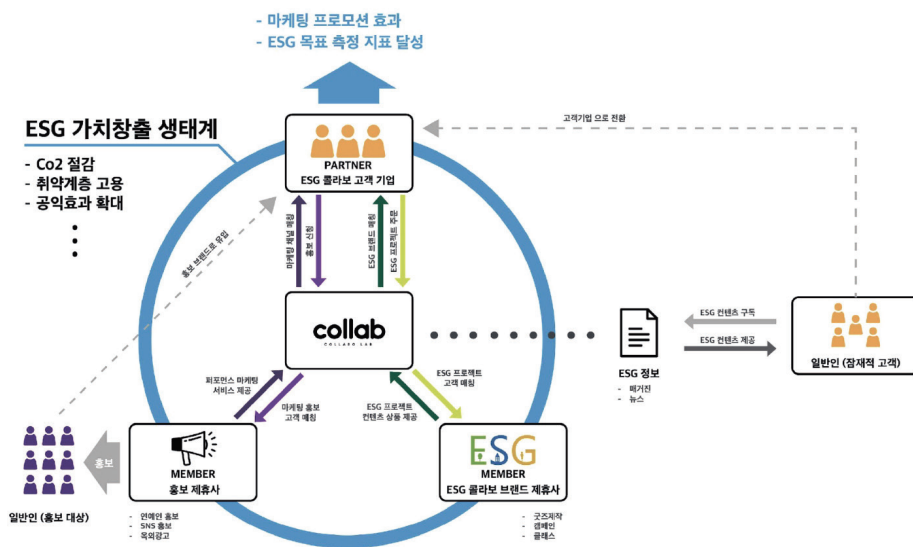 - 마케팅 프로모션 효과
- ESG 목표 측정 지표 달성
ESG 가치창출 생태계
- Co2 절감
- 취약계층 고용
- 공익효과 확대
고객기업 으로 전환
PARTNER
ESG 콜라보 고객 기업
홍보 브랜드로 유입
마케팅 채널 매칭
홍보 신청
ESG 브랜드 매칭
ESG 프로젝트 주문
collab
COLLABO LAB
ESG 정보
- 매거진
- 뉴스
ESG 컨텐츠 구독
ESG 컨텐츠 제공
일반인 (잠재적 고객)
퍼포먼스 마케팅
서비스 제공
마케팅 홍보
고객 매칭
ESG 프로젝트
고객 매칭
ESG 프로젝트
컨텐츠 상품 제공
홍보
일반인 (홍보 대상)
MEMBER
홍보 제휴사
- 연예인 홍보
- SNS 홍보
- 옥외광고
ESG
MEMBER
ESG 콜라보 브랜드 제휴사
- 굿즈제작
- 캠페인
- 클래스